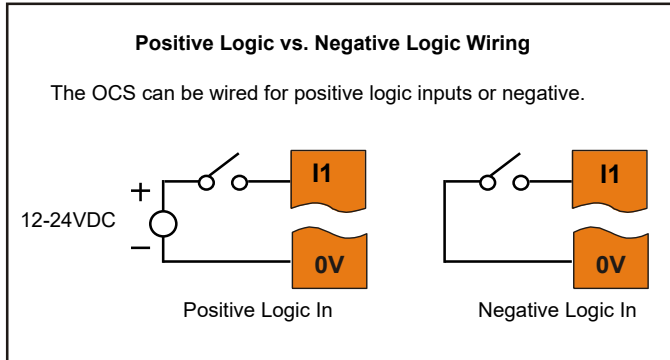 Positive Logic vs. Negative Logic Wiring
The OCS can be wired for positive logic inputs or negative.
I1
+
12-24VDC
–
0V
Positive Logic In
I1
0V
Negative Logic In